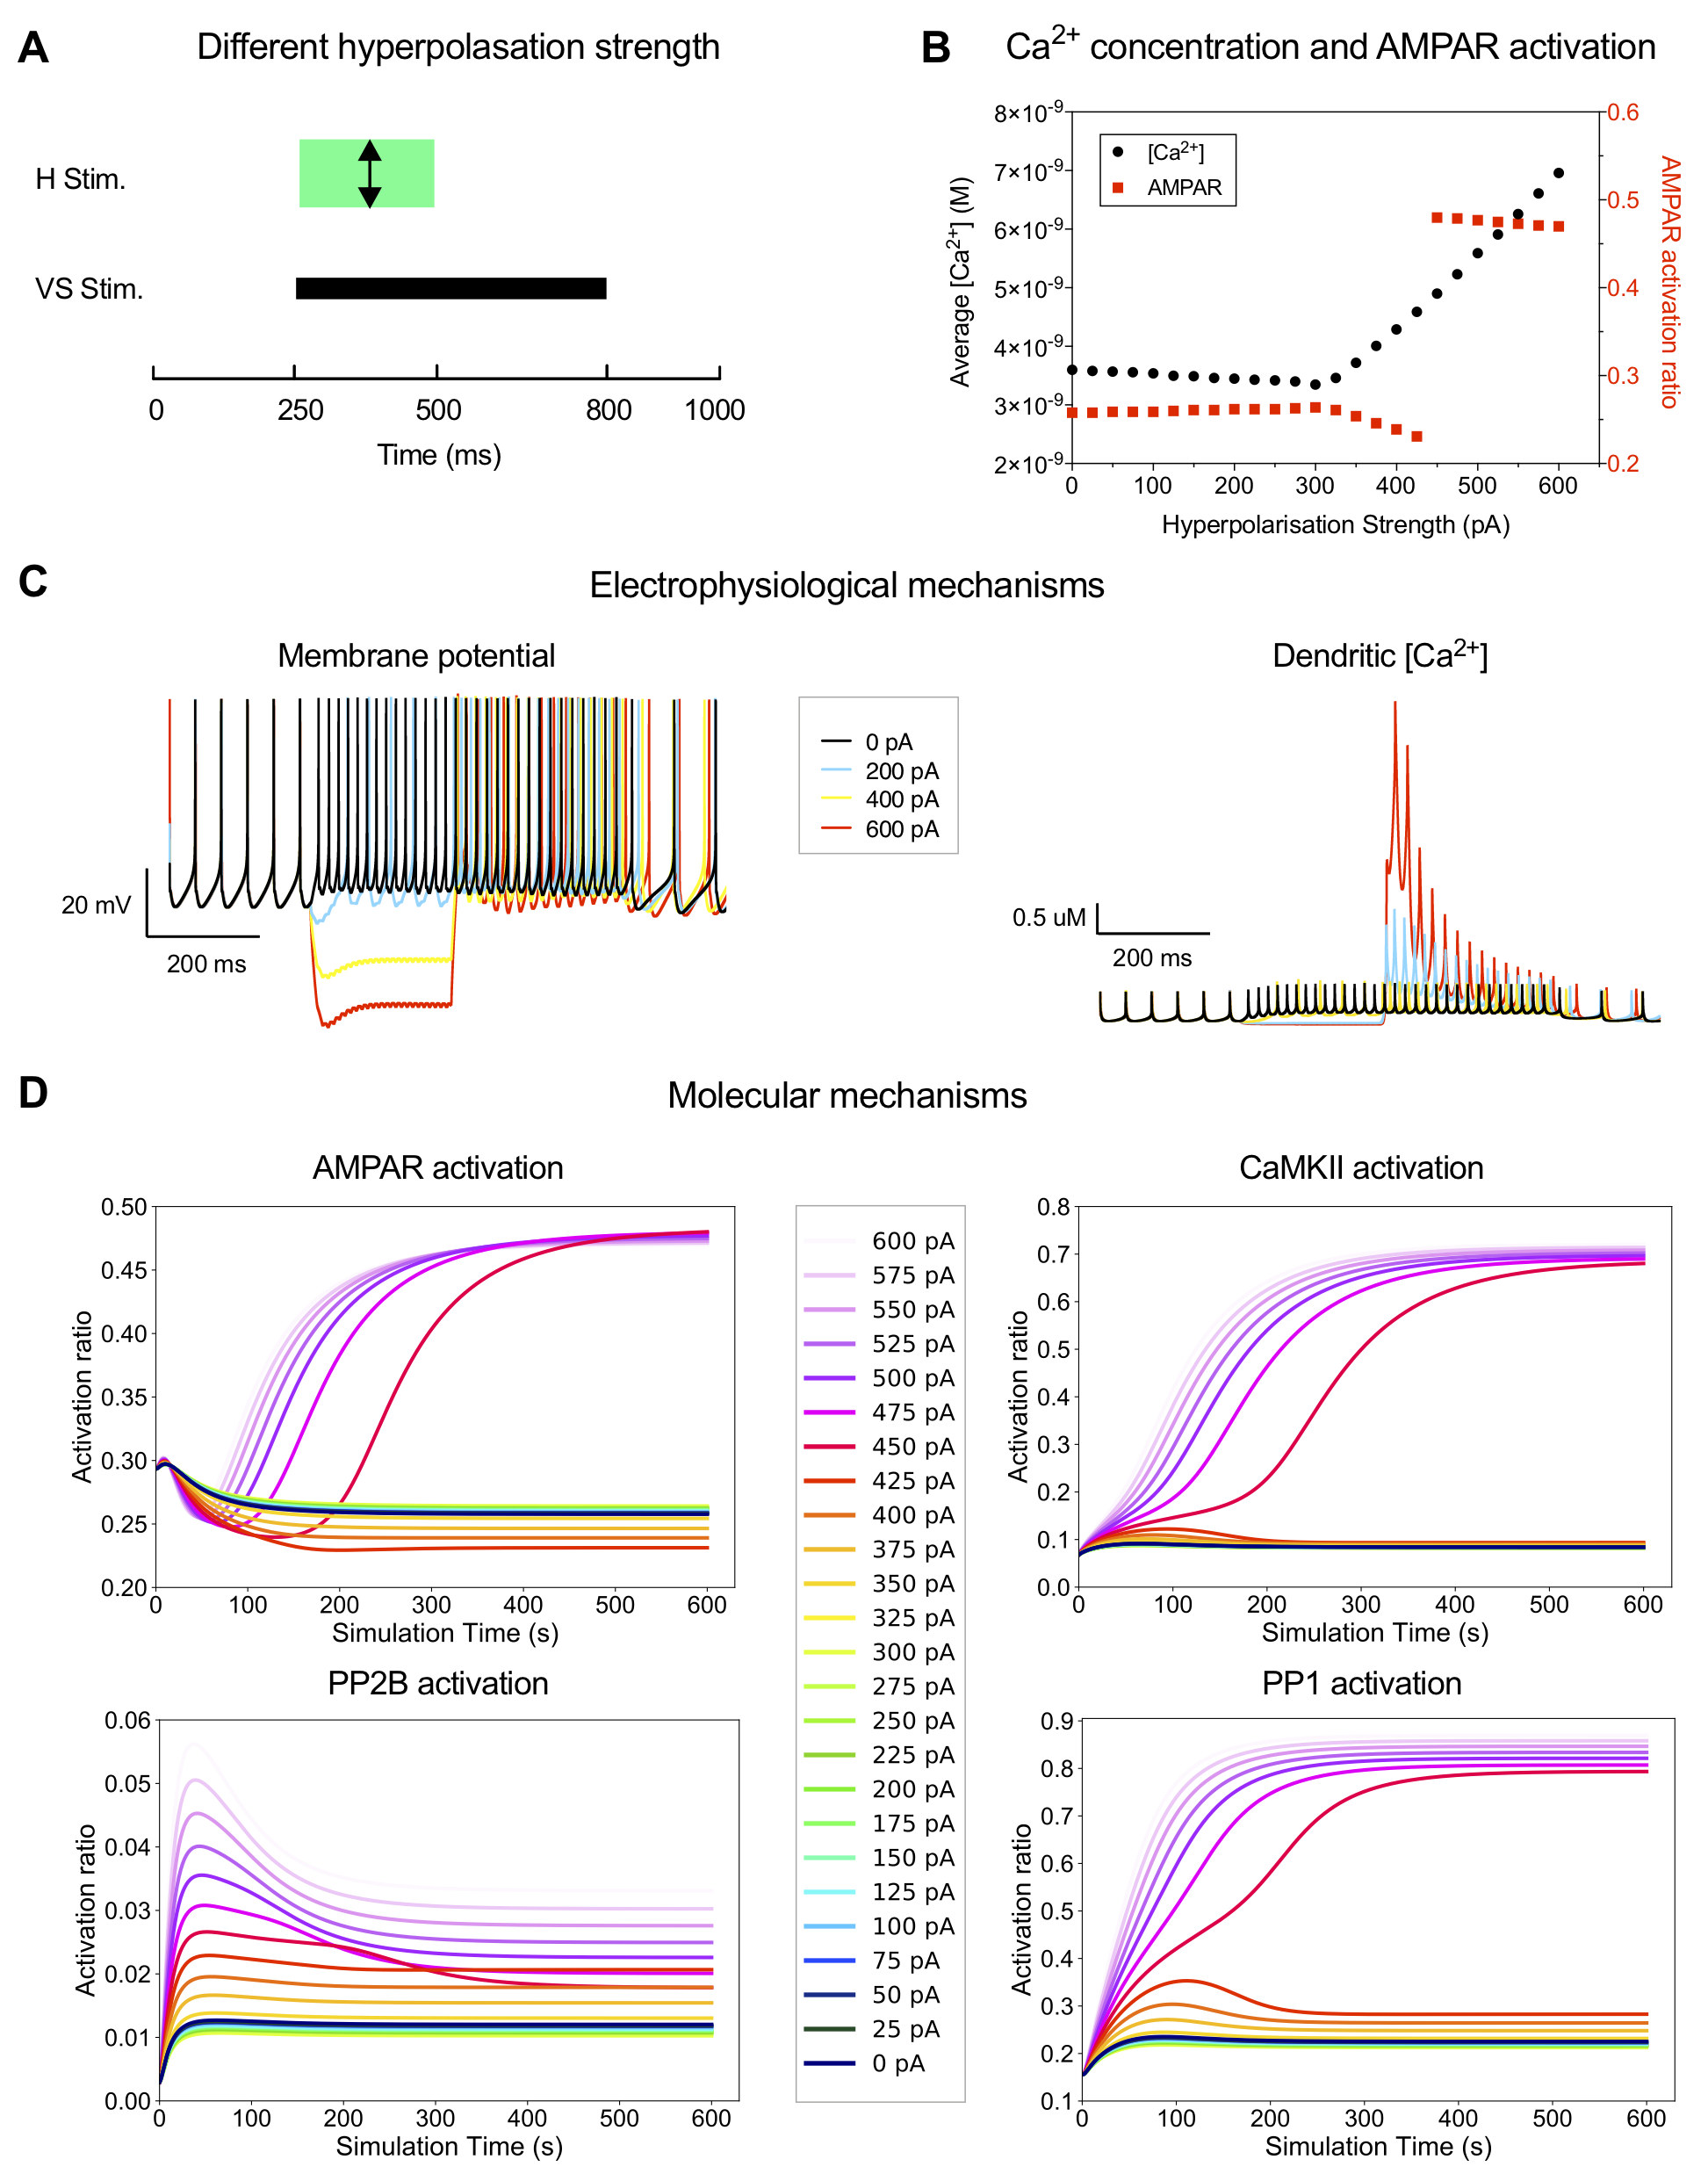 A
Different hyperpolasation strength
H Stim.
VS Stim.
0 250 500 800 1000
Time (ms)
B
Ca2+ concentration and AMPAR activation
8×10-9
7×10-9
6×10-9
5×10-9
4×10-9
3×10-9
2×10-9
Average [Ca2+] (M)
[Ca2+]
AMPAR
0.6
0.5
0.4
0.3
0.2
AMPAR activation ratio
0 100 200 300 400 500 600
Hyperpolarisation Strength (pA)
C
Electrophysiological mechanisms
Membrane potential
20 mV
200 ms
0 pA
200 pA
400 pA
600 pA
Dendritic [Ca2+]
0.5 uM
200 ms
D
Molecular mechanisms
AMPAR activation
0.50
0.45
0.40
0.35
0.30
0.25
0.20
Activation ratio
0 100 200 300 400 500 600
Simulation Time (s)
600 pA
575 pA
550 pA
525 pA
500 pA
475 pA
450 pA
425 pA
400 pA
375 pA
350 pA
325 pA
300 pA
275 pA
250 pA
225 pA
200 pA
175 pA
150 pA
125 pA
100 pA
75 pA
50 pA
25 pA
0 pA
CaMKII activation
0.8
0.7
0.6
0.5
0.4
0.3
0.2
0.1
0.0
Activation ratio
0 100 200 300 400 500 600
Simulation Time (s)
PP2B activation
0.06
0.05
0.04
0.03
0.02
0.01
0.00
Activation ratio
0 100 200 300 400 500 600
Simulation Time (s)
PP1 activation
0.9
0.8
0.7
0.6
0.5
0.4
0.3
0.2
0.1
Activation ratio
0 100 200 300 400 500 600
Simulation Time (s)